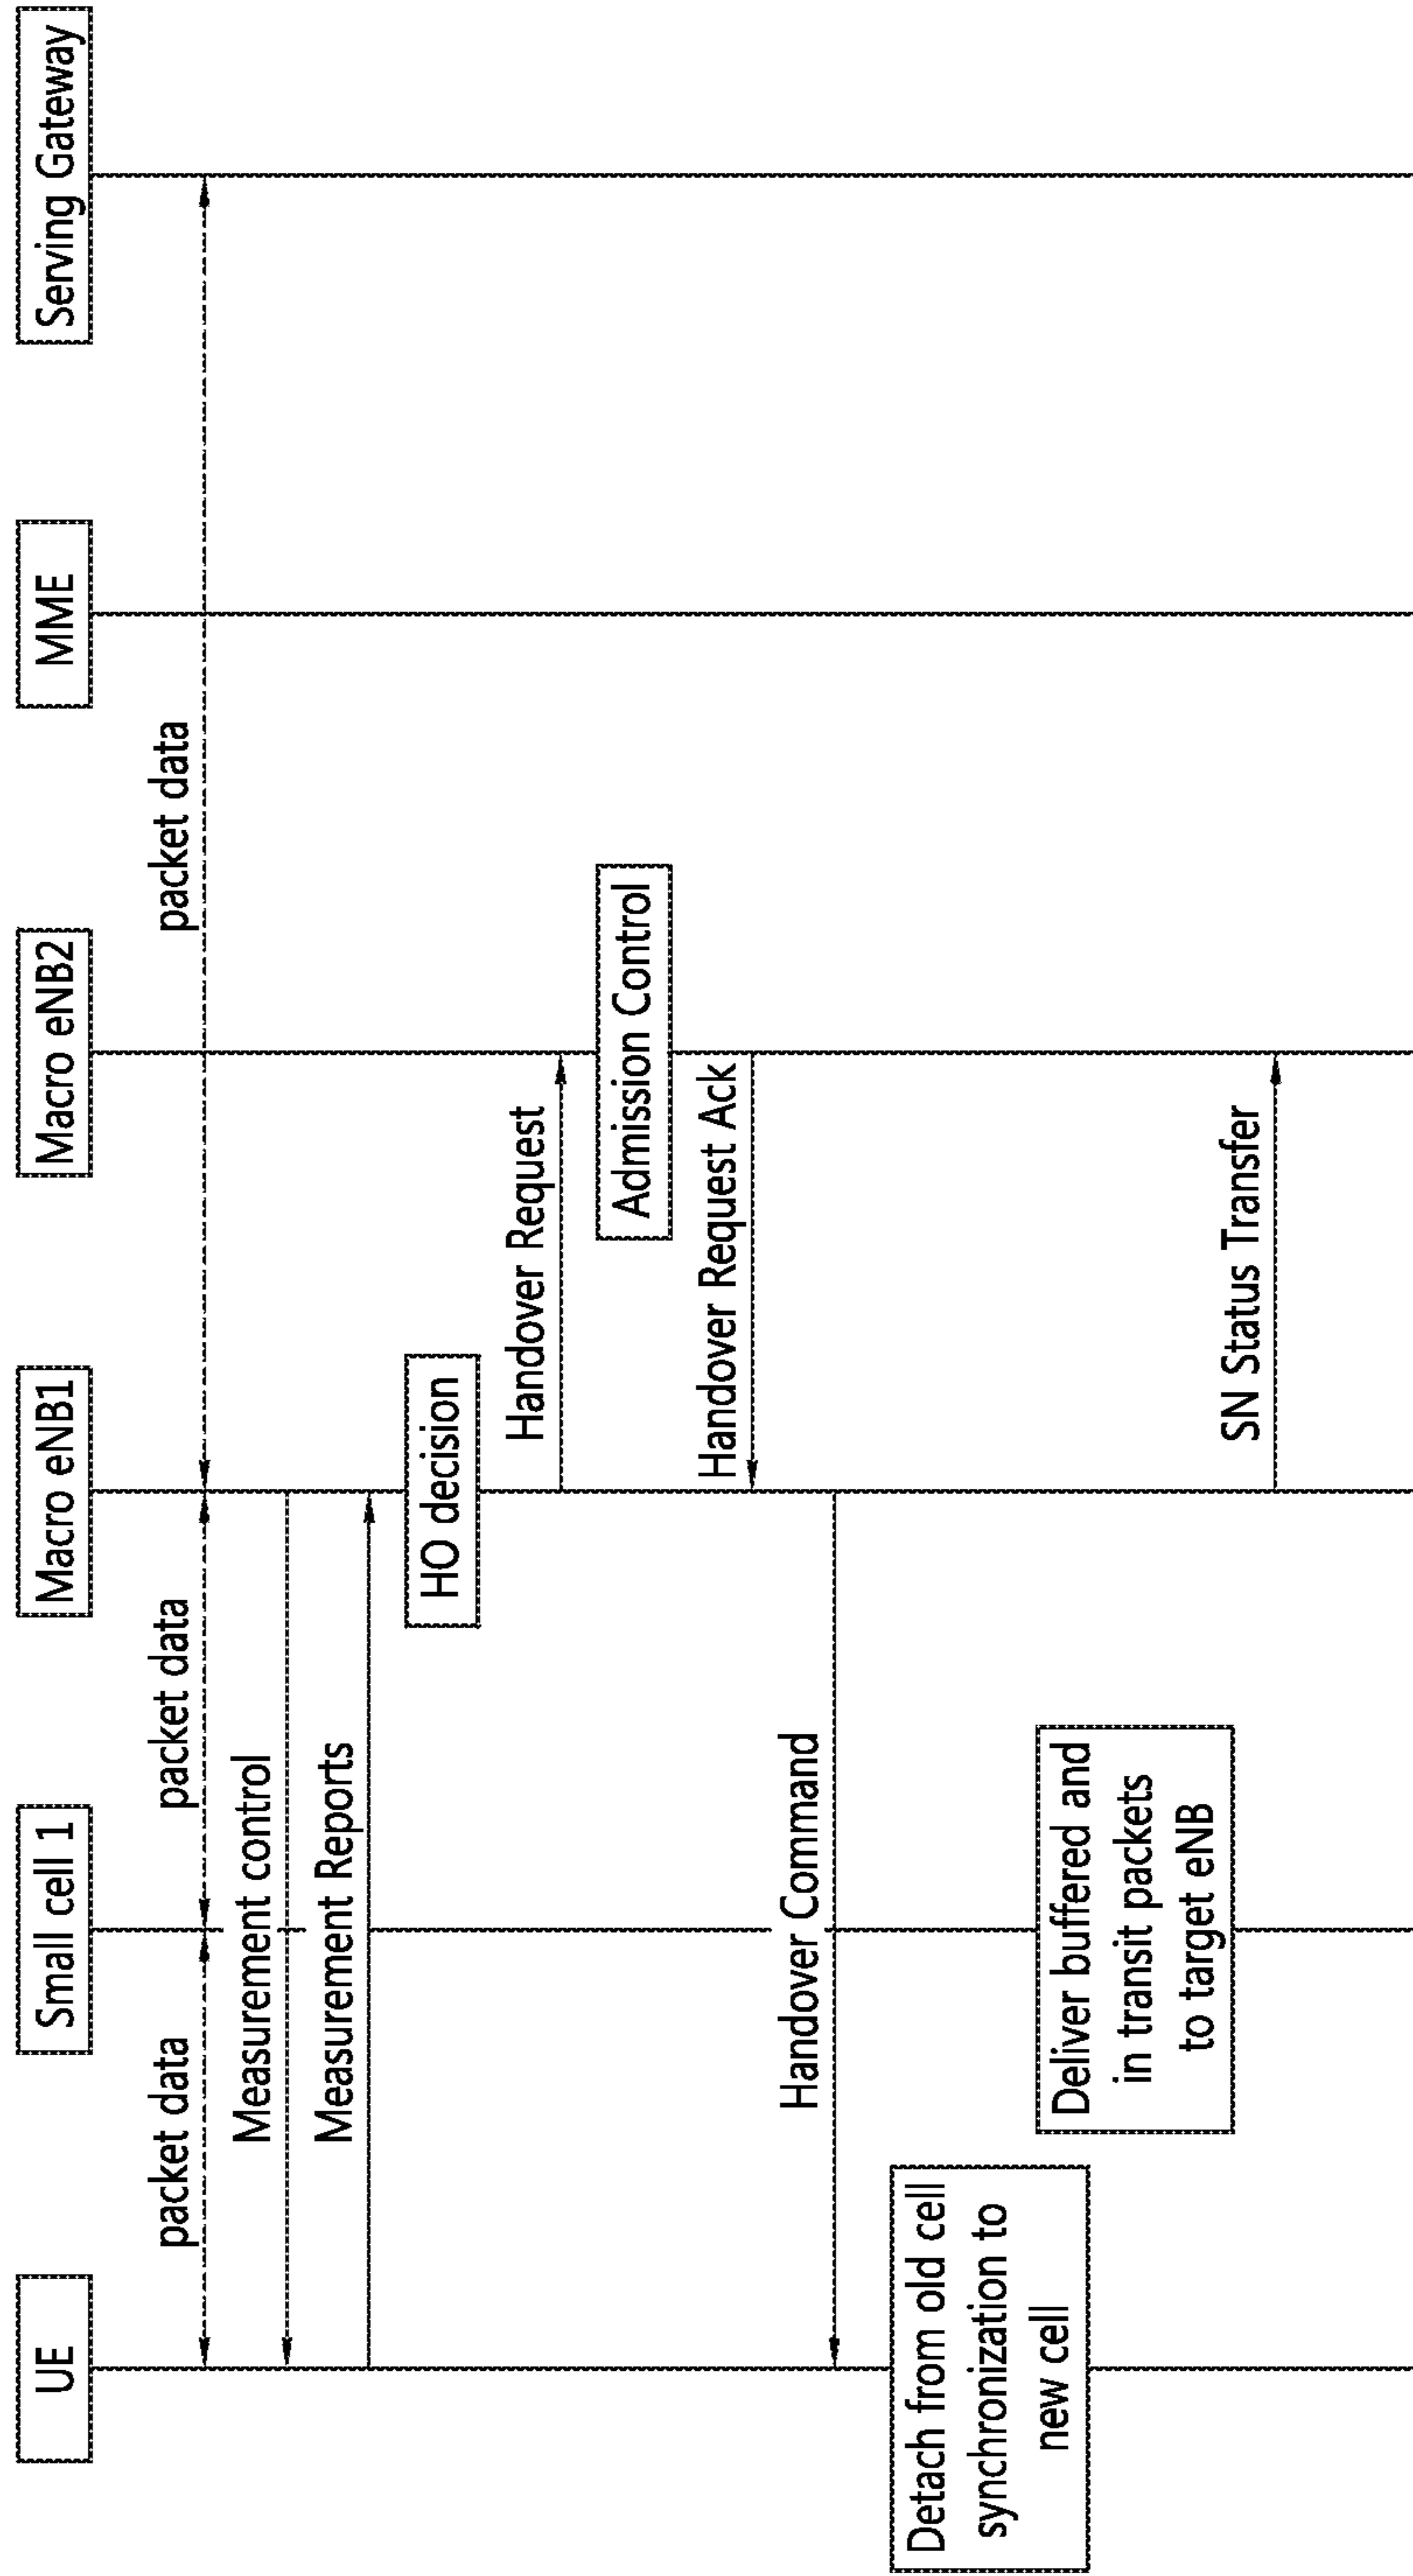 UE
Small cell 1
Macro eNB1
Macro eNB2
MME
Serving Gateway
packet data
packet data
packet data
Measurement control
Measurement Reports
HO decision
Handover Request
Admission Control
Handover Request Ack
Handover Command
Detach from old cell
synchronization to
new cell
Deliver buffered and
in transit packets
to target eNB
SN Status Transfer